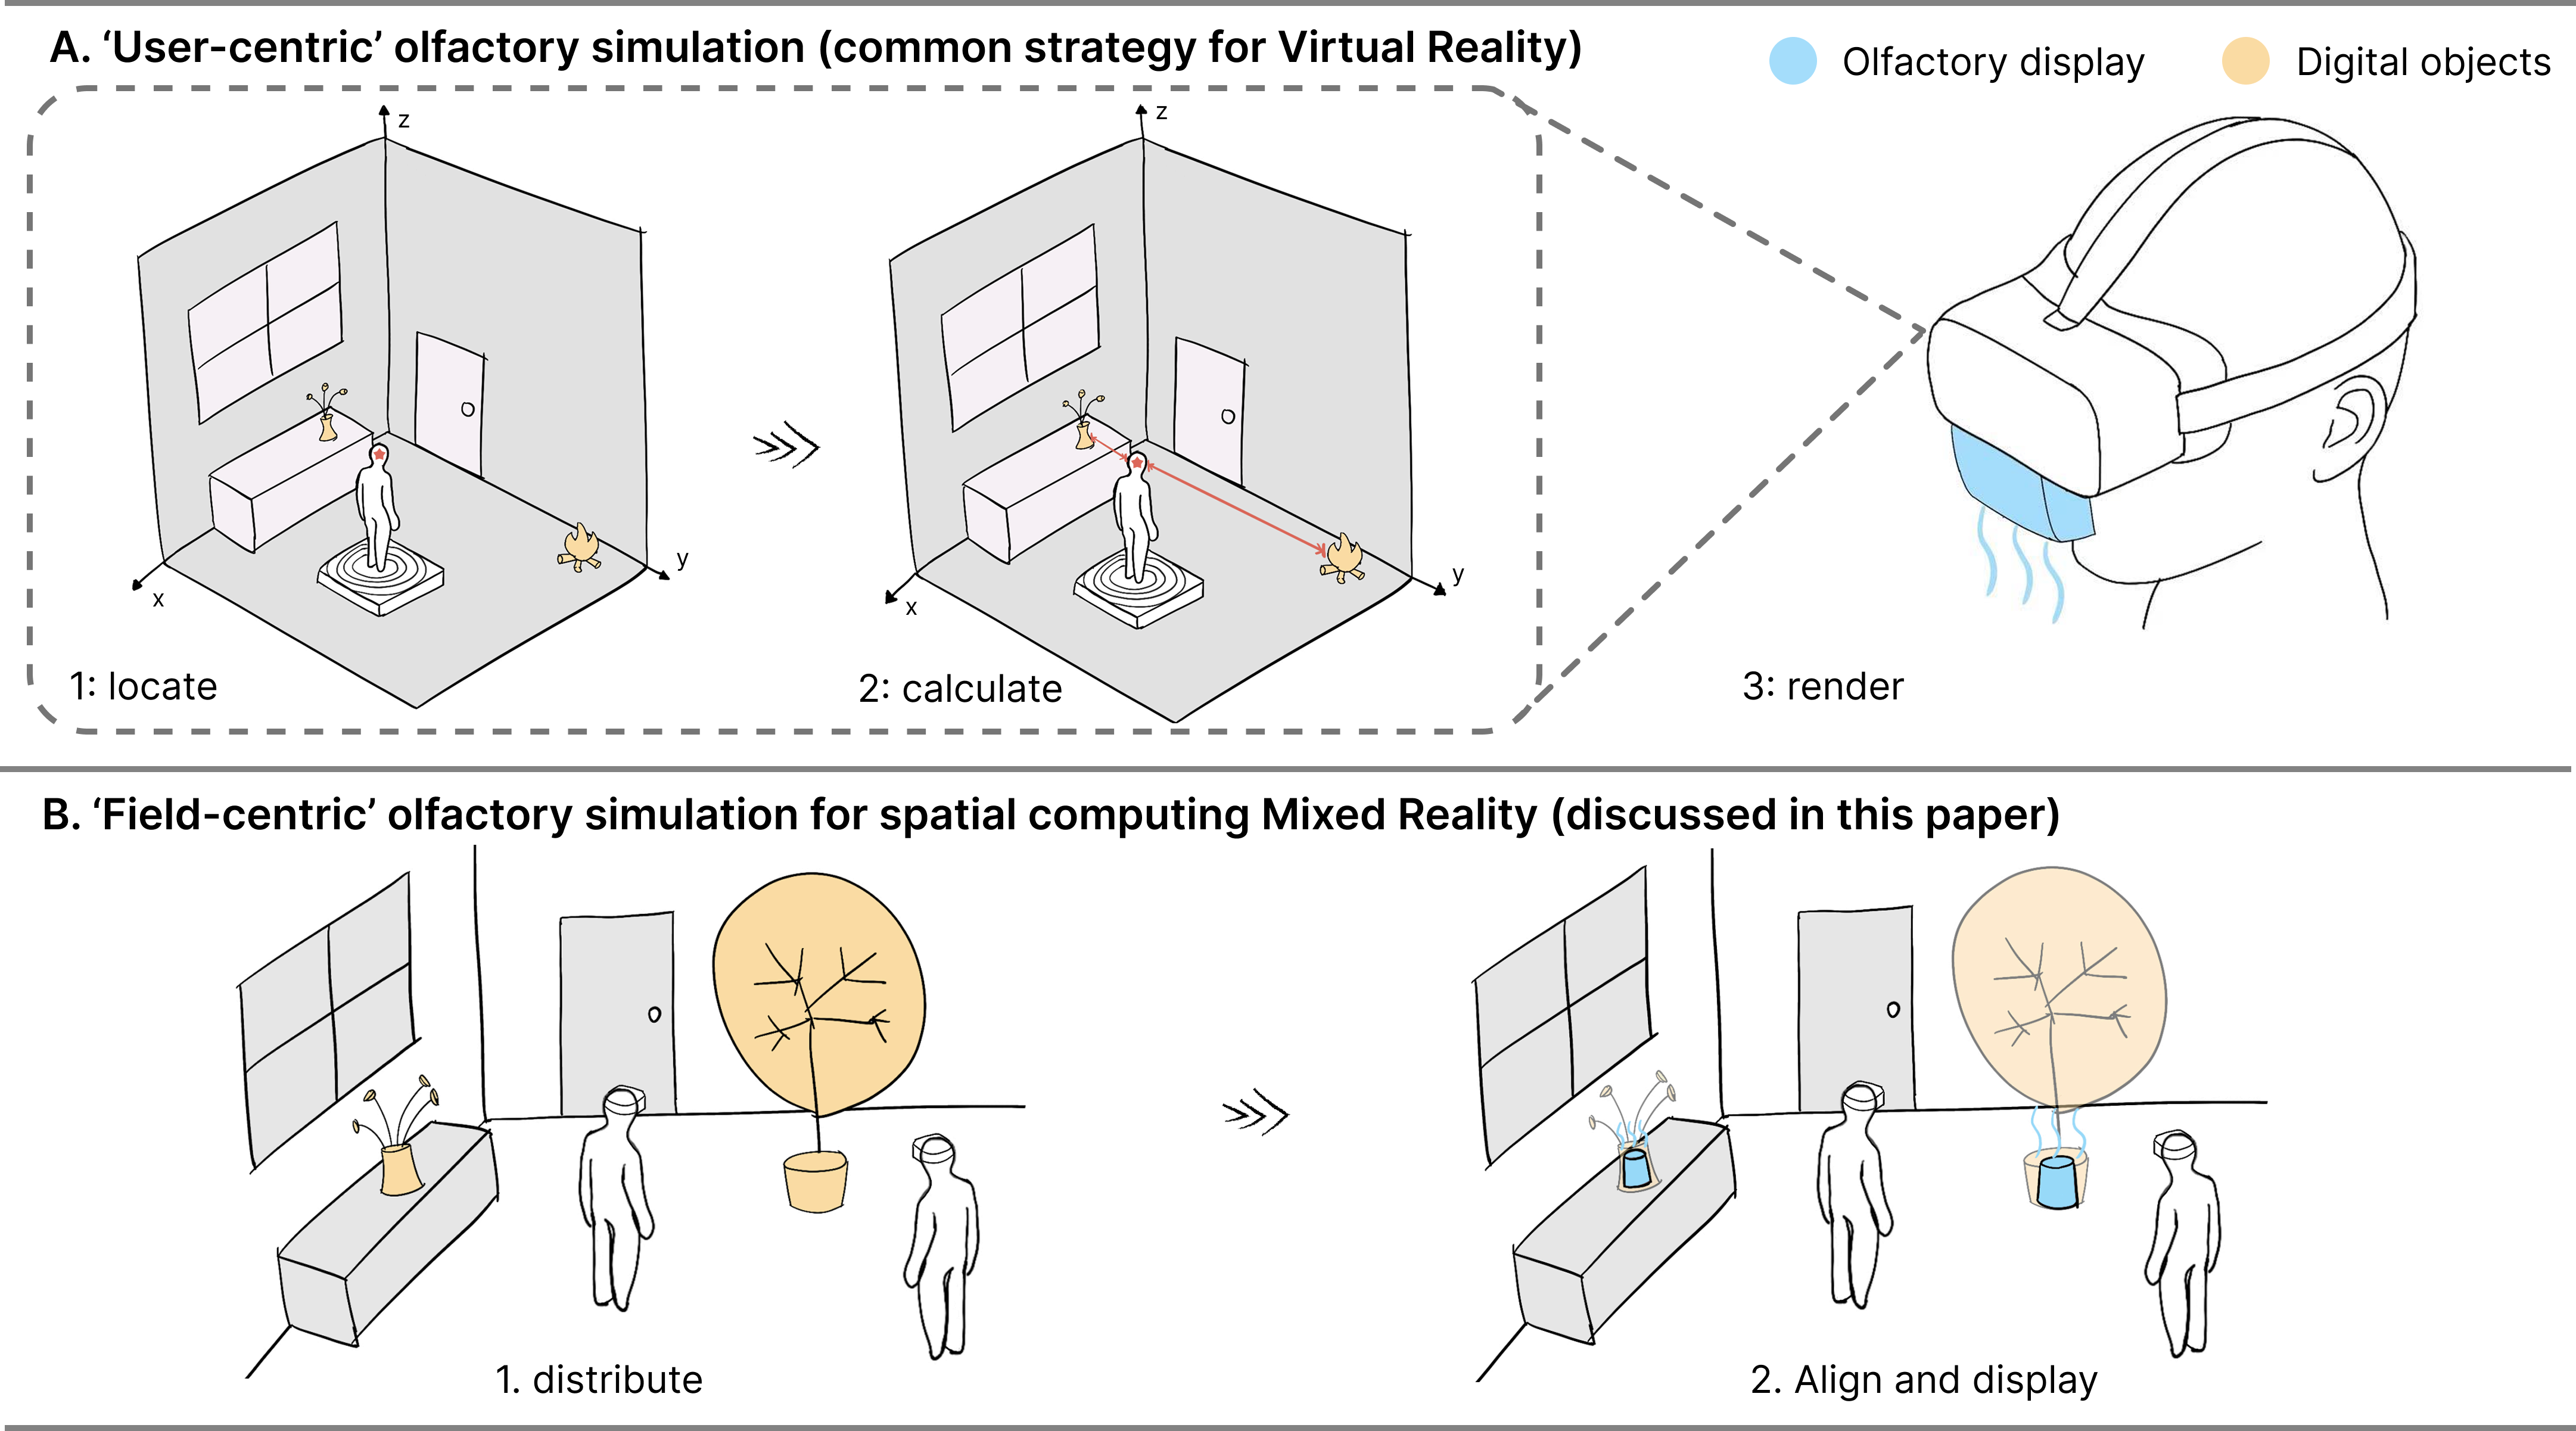 A. ‘User-centric’ olfactory simulation (common strategy for Virtual Reality)
Olfactory display
Digital objects
z
z
y
x
y
x
1: locate
2: calculate
3: render
B. ‘Field-centric’ olfactory simulation for spatial computing Mixed Reality (discussed in this paper)
1. distribute
2. Align and display